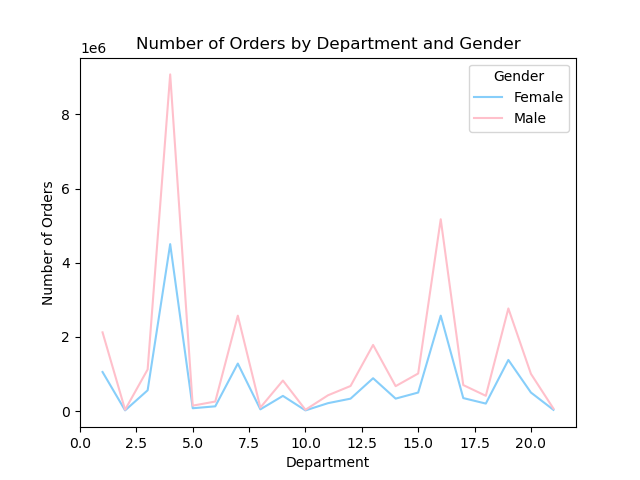 Number of Orders by Department and Gender
1e6
Gender
Female
Male
Number of Orders
8
6
4
2
0
0.0 2.5 5.0 7.5 10.0 12.5 15.0 17.5 20.0
Department